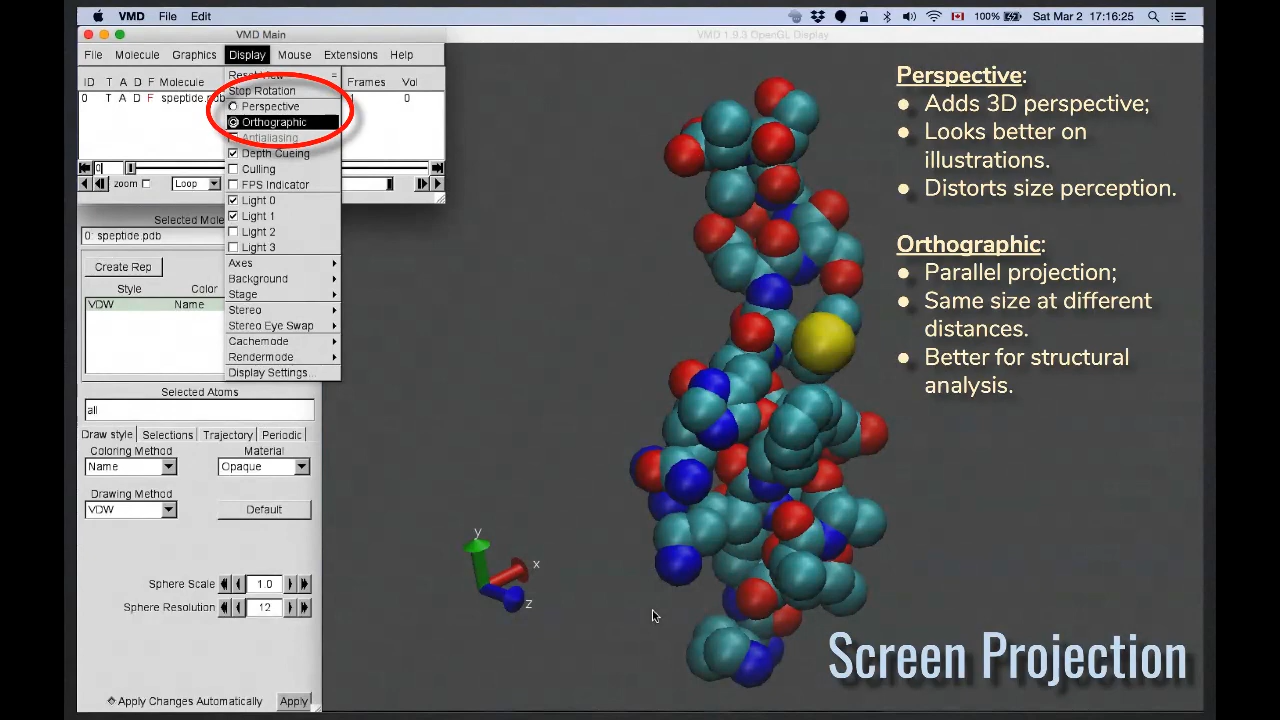 VMD File Edit
100% Sat Mar 2 17:16:25
VMD Main
VMD 1.9.3 OpenGL Display
File Molecule Graphics Display Mouse Extensions Help
ID T A D F Molecule Frames Vol
0 T A D F speptide.pdb 1 0
Reset View =
Stop Rotation
Perspective
Orthographic
Antialiasing
Depth Cueing
Culling
FPS Indicator
Light 0
Light 1
Light 2
Light 3
Axes
Background
Stage
Stereo
Stereo Eye Swap
Cachemode
Rendermode
Display Settings...
0
zoom Loop
Selected
0: speptide.pdb
Create Rep
Style Color
VDW Name
Selected Atoms
all
Draw style Selections Trajectory Periodic
Coloring Method Material
Name Opaque
Drawing Method
VDW Default
Sphere Scale 1.0
Sphere Resolution 12
Apply Changes Automatically Apply
y
x
z
Perspective:
● Adds 3D perspective;
● Looks better on
illustrations.
● Distorts size perception.
Orthographic:
● Parallel projection;
● Same size at different
distances.
● Better for structural
analysis.
Screen Projection